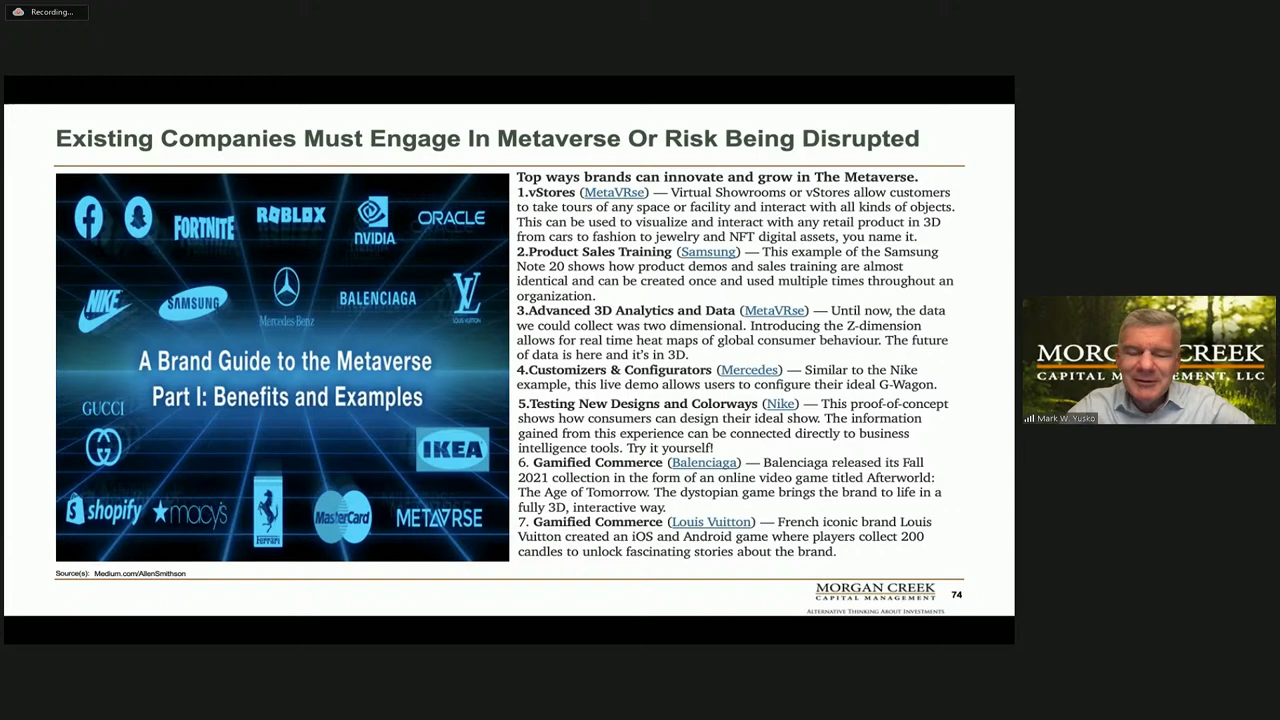 Recording...
Existing Companies Must Engage In Metaverse Or Risk Being Disrupted
FORTNITE
ROBLOX
NVIDIA
ORACLE
NIKE
SAMSUNG
Mercedes-Benz
BALENCIAGA
LV
LOUIS VUITTON
A Brand Guide to the Metaverse
Part I: Benefits and Examples
GUCCI
IKEA
shopify
macy's
Ferrari
MasterCard
METAVRSE
Top ways brands can innovate and grow in The Metaverse.
1.vStores (MetaVRse) — Virtual Showrooms or vStores allow customers
to take tours of any space or facility and interact with all kinds of objects.
This can be used to visualize and interact with any retail product in 3D
from cars to fashion to jewelry and NFT digital assets, you name it.
2.Product Sales Training (Samsung) — This example of the Samsung
Note 20 shows how product demos and sales training are almost
identical and can be created once and used multiple times throughout an
organization.
3.Advanced 3D Analytics and Data (MetaVRse) — Until now, the data
we could collect was two dimensional. Introducing the Z-dimension
allows for real time heat maps of global consumer behaviour. The future
of data is here and it's in 3D.
4.Customizers & Configurators (Mercedes) — Similar to the Nike
example, this live demo allows users to configure their ideal G-Wagon.
5.Testing New Designs and Colorways (Nike) — This proof-of-concept
shows how consumers can design their ideal show. The information
gained from this experience can be connected directly to business
intelligence tools. Try it yourself!
6. Gamified Commerce (Balenciaga) — Balenciaga released its Fall
2021 collection in the form of an online video game titled Afterworld:
The Age of Tomorrow. The dystopian game brings the brand to life in a
fully 3D, interactive way.
7. Gamified Commerce (Louis Vuitton) — French iconic brand Louis
Vuitton created an iOS and Android game where players collect 200
candles to unlock fascinating stories about the brand.
Source(s): Medium.com/AllenSmithson
MORGAN CREEK
CAPITAL MANAGEMENT
ALTERNATIVE THINKING ABOUT INVESTMENTS
74
MORG CREEK
CAPITAL MAN GEMENT, LLC
Mark W. Yusko